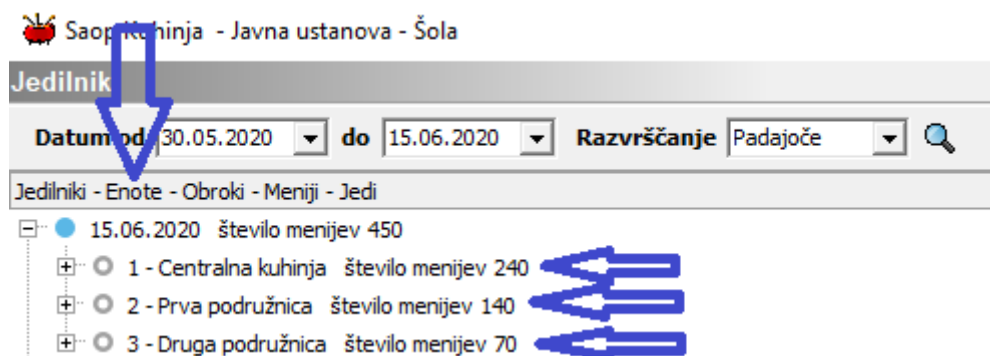 Saop Kuhinja - Javna ustanova - Šola
Jedilnik
Datum od 30.05.2020 do 15.06.2020 Razvrščanje Padajoče
Jedilniki - Enote - Obroki - Meniji - Jedi
15.06.2020 število menijev 450
1 - Centralna kuhinja število menijev 240
2 - Prva podružnica število menijev 140
3 - Druga podružnica število menijev 70